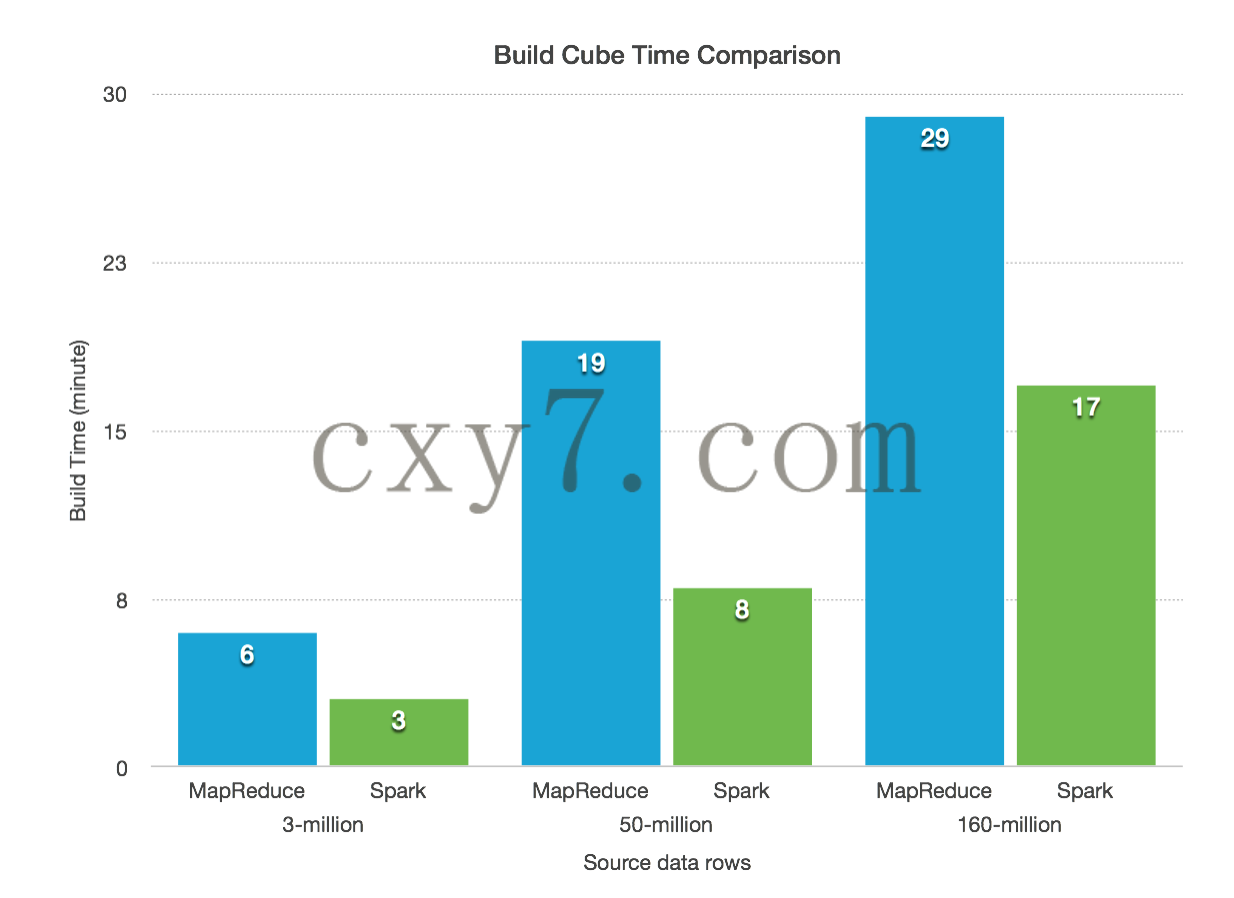 Build Cube Time Comparison
30
23
15
8
0
Build Time (minute)
6
3
19
8
29
17
cxy7.com
MapReduce Spark MapReduce Spark MapReduce Spark
3-million 50-million 160-million
Source data rows